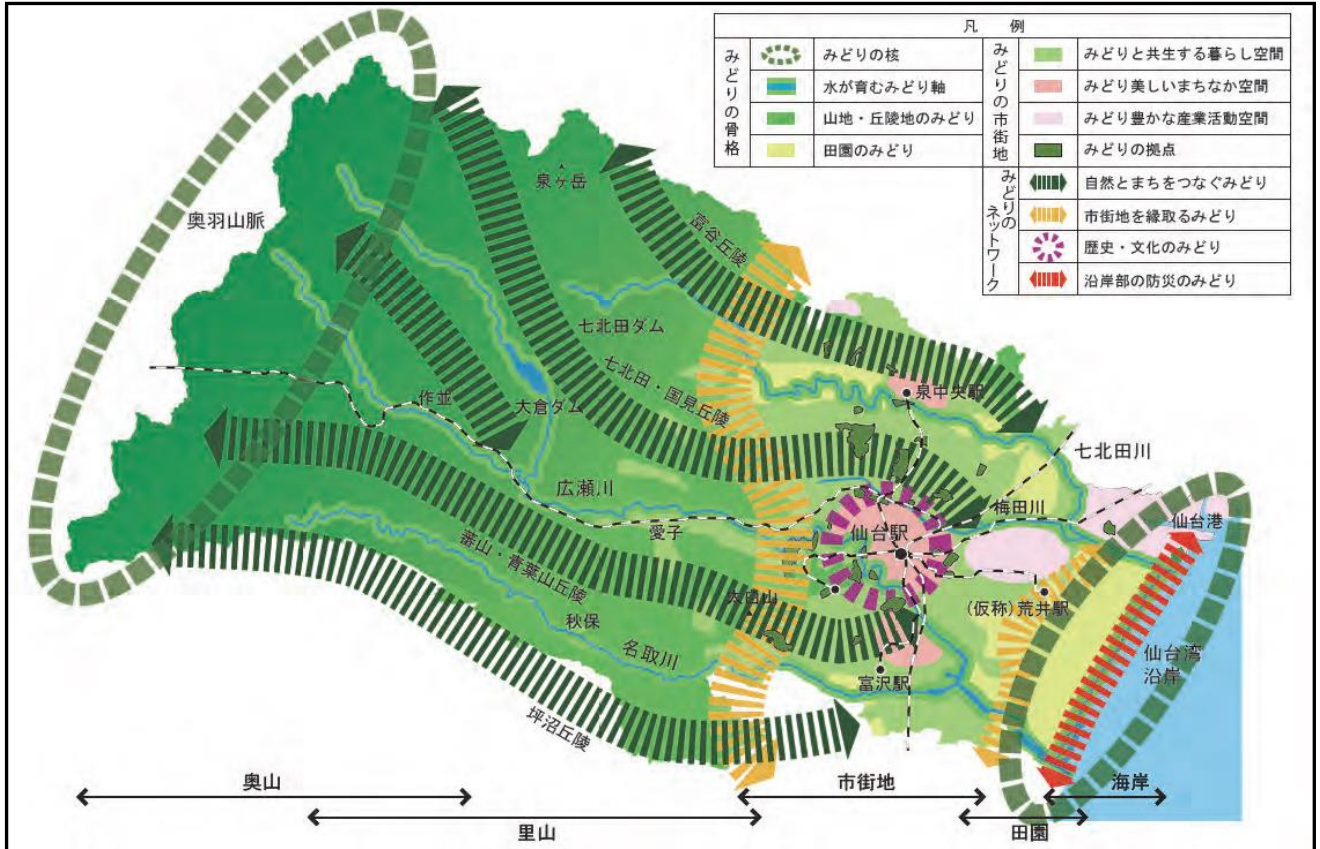 凡　例
みどりの骨格
みどりの核
水が育むみどり軸
山地・丘陵地のみどり
田園のみどり
みどりの市街地
みどりと共生する暮らし空間
みどり美しいまちなか空間
みどり豊かな産業活動空間
みどりの拠点
みどりの
ネットワーク
自然とまちをつなぐみどり
市街地を縁取るみどり
歴史・文化のみどり
沿岸部の防災のみどり
泉ヶ岳
奥羽山脈
富谷丘陵
七北田ダム
七北田・国見丘陵
作並
大倉ダム
泉中央駅
七北田川
広瀬川
梅田川
仙台港
愛子
仙台駅
蕃山・青葉山丘陵
太白山
(仮称)荒井駅
秋保
名取川
富沢駅
仙台湾
沿岸
坪沼丘陵
奥山
市街地
海岸
里山
田園